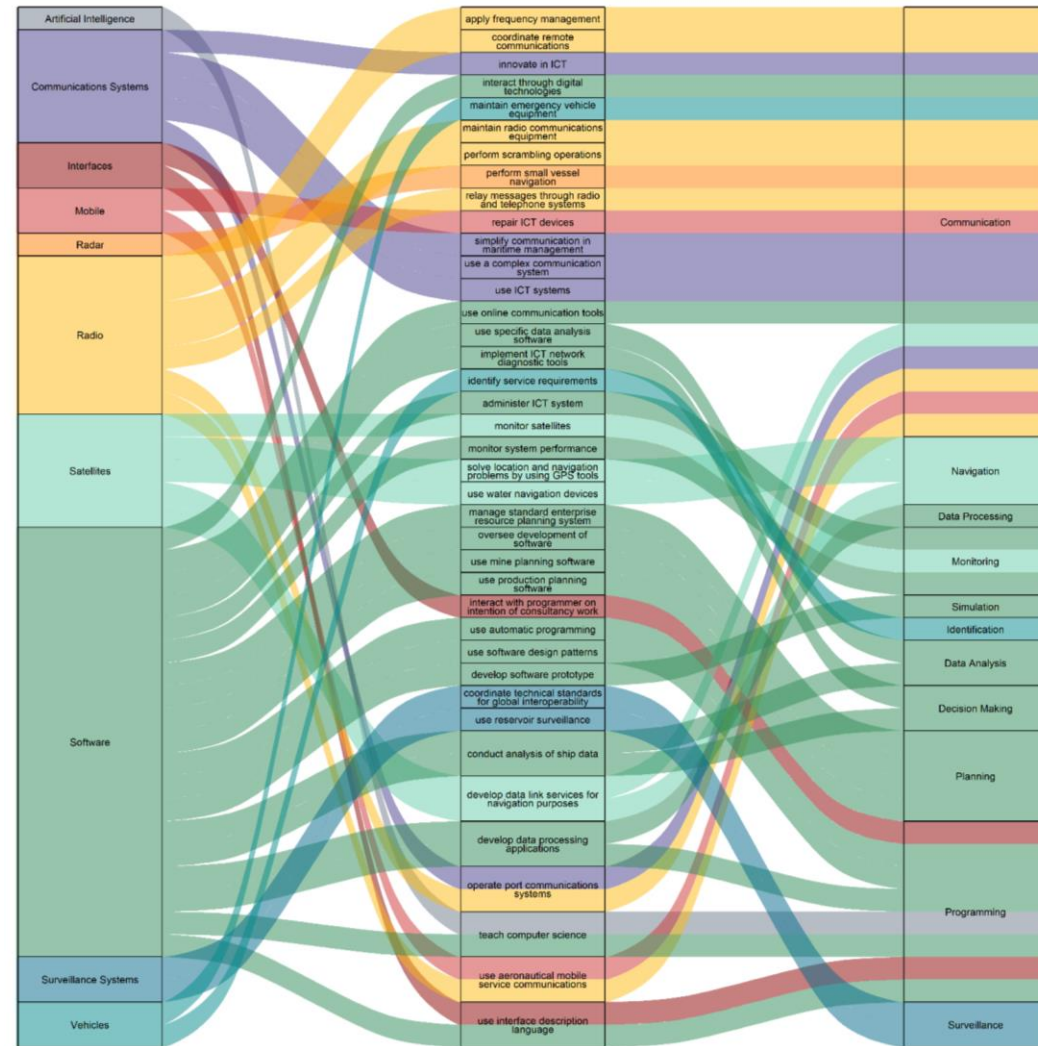 Artificial Intelligence
Communications Systems
Interfaces
Mobile
Radar
Radio
Satellites
Software
Surveillance Systems
Vehicles
apply frequency management
coordinate remote
communications
innovate in ICT
interact through digital
technologies
maintain emergency vehicle
equipment
maintain radio communications
equipment
perform scrambling operations
perform small vessel
navigation
relay messages through radio
and telephone systems
repair ICT devices
simplify communication in
maritime management
use a complex communication
system
use ICT systems
use online communication tools
use specific data analysis
software
implement ICT network
diagnostic tools
identify service requirements
administer ICT system
monitor satellites
monitor system performance
solve location and navigation
problems by using GPS tools
use water navigation devices
manage standard enterprise
resource planning system
oversee development of
software
use mine planning software
use production planning
software
interact with programmer on
intention of consultancy work
use automatic programming
use software design patterns
develop software prototype
coordinate technical standards
for global interoperability
use reservoir surveillance
conduct analysis of ship data
develop data link services for
navigation purposes
develop data processing
applications
operate port communications
systems
teach computer science
use aeronautical mobile
service communications
use interface description
language
Communication
Navigation
Data Processing
Monitoring
Simulation
Identification
Data Analysis
Decision Making
Planning
Programming
Surveillance